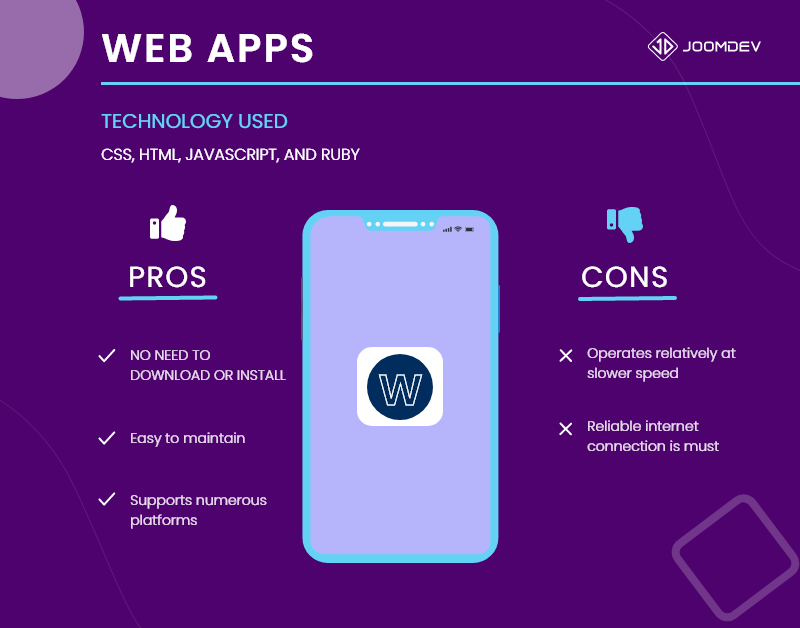 WEB APPS
JOOMDEV
TECHNOLOGY USED
CSS, HTML, JAVASCRIPT, AND RUBY
PROS
NO NEED TO
DOWNLOAD OR INSTALL
Easy to maintain
Supports numerous
platforms
W
CONS
Operates relatively at
slower speed
Reliable internet
connection is must